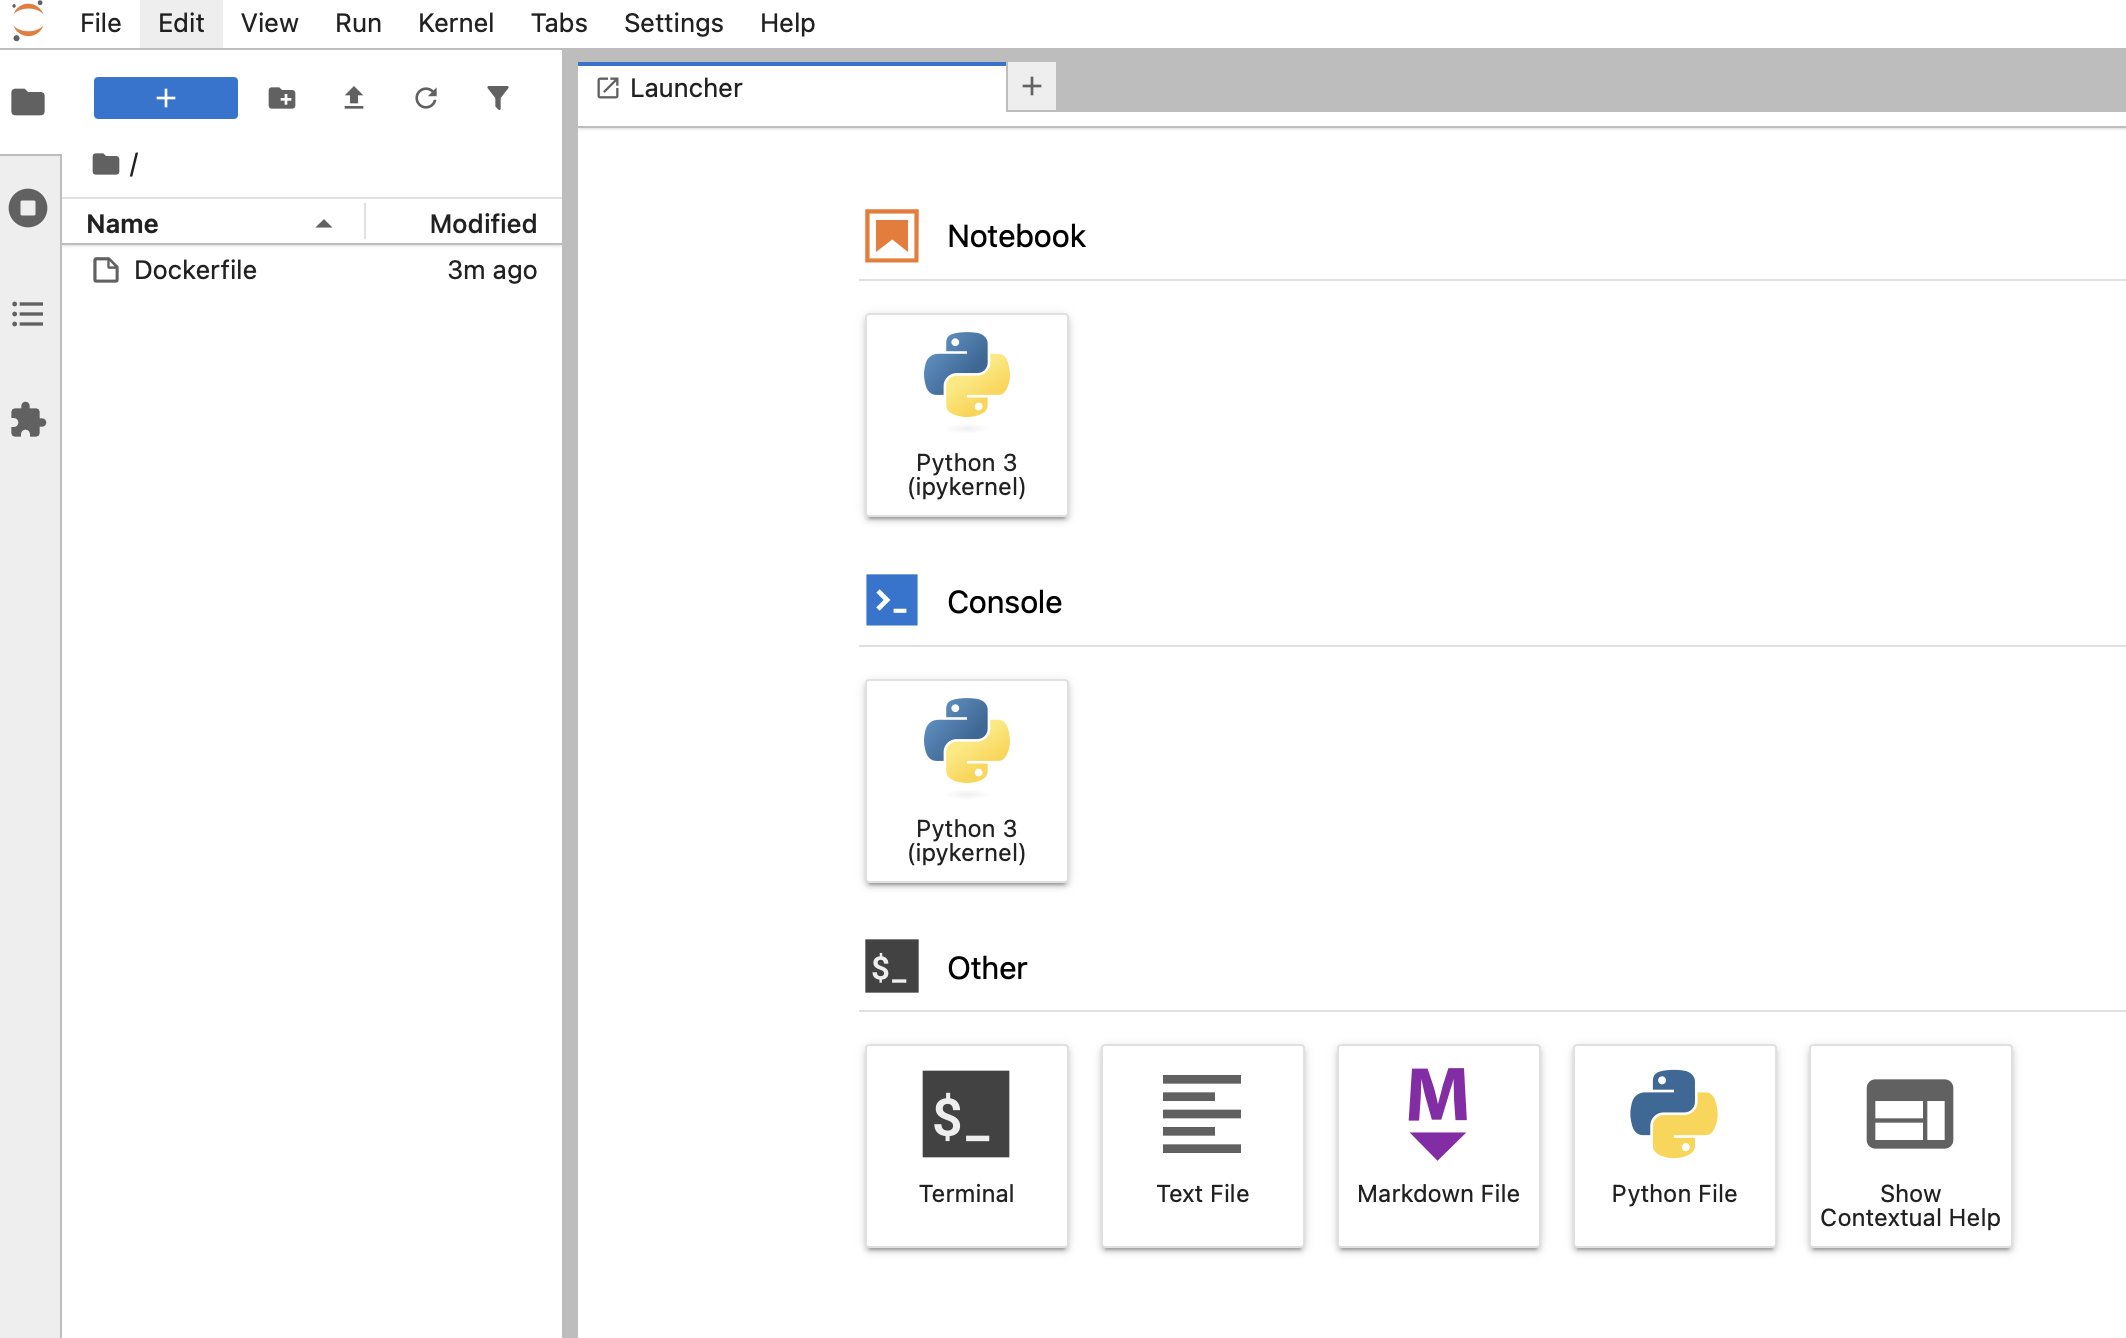 File Edit View Run Kernel Tabs Settings Help
Launcher
/
Name Modified
Dockerfile 3m ago
Notebook
Python 3
(ipykernel)
Console
Python 3
(ipykernel)
$_ Other
$_
M
Terminal
Text File
Markdown File
Python File
Show
Contextual Help